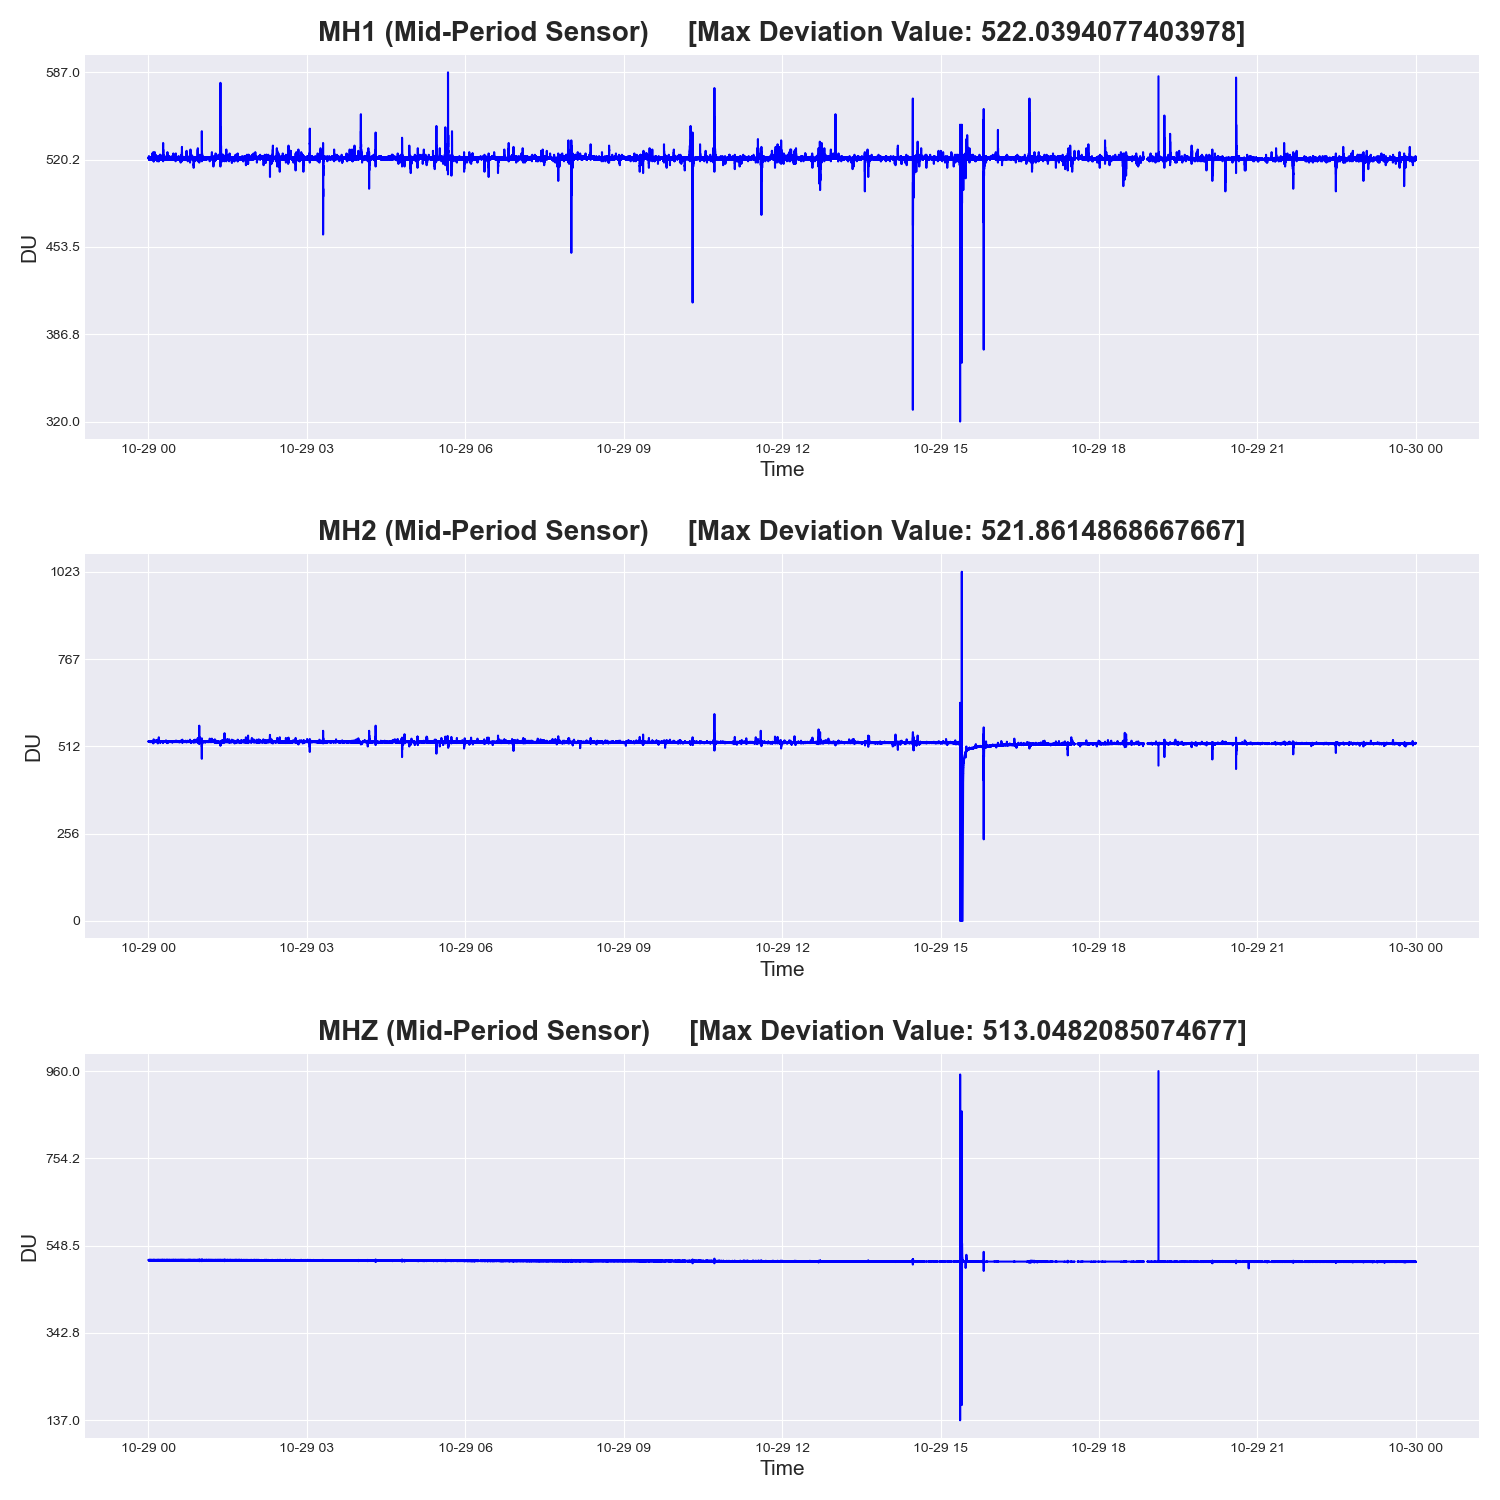 MH1 (Mid-Period Sensor) [Max Deviation Value: 522.0394077403978]
587.0
520.2
453.5
386.8
320.0
DU
10-29 00 10-29 03 10-29 06 10-29 09 10-29 12 10-29 15 10-29 18 10-29 21 10-30 00
Time
MH2 (Mid-Period Sensor) [Max Deviation Value: 521.8614868667667]
1023
767
512
256
0
DU
10-29 00 10-29 03 10-29 06 10-29 09 10-29 12 10-29 15 10-29 18 10-29 21 10-30 00
Time
MHZ (Mid-Period Sensor) [Max Deviation Value: 513.0482085074677]
960.0
754.2
548.5
342.8
137.0
DU
10-29 00 10-29 03 10-29 06 10-29 09 10-29 12 10-29 15 10-29 18 10-29 21 10-30 00
Time